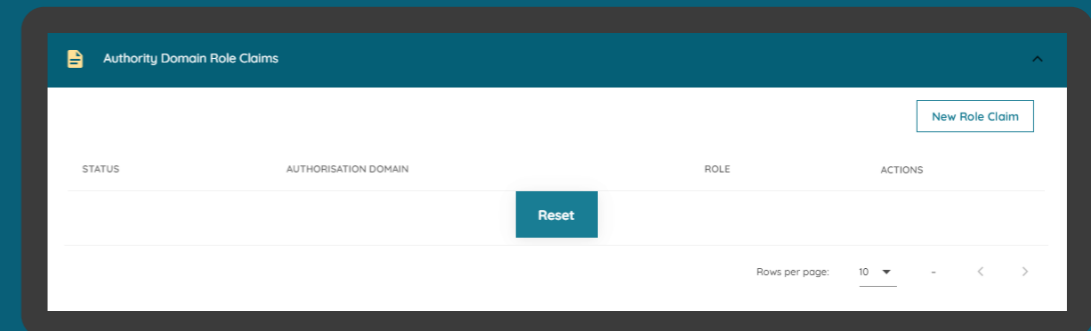 Authority Domain Role Claims
New Role Claim
STATUS AUTHORISATION DOMAIN ROLE ACTIONS
Reset
Rows per page: 10 -